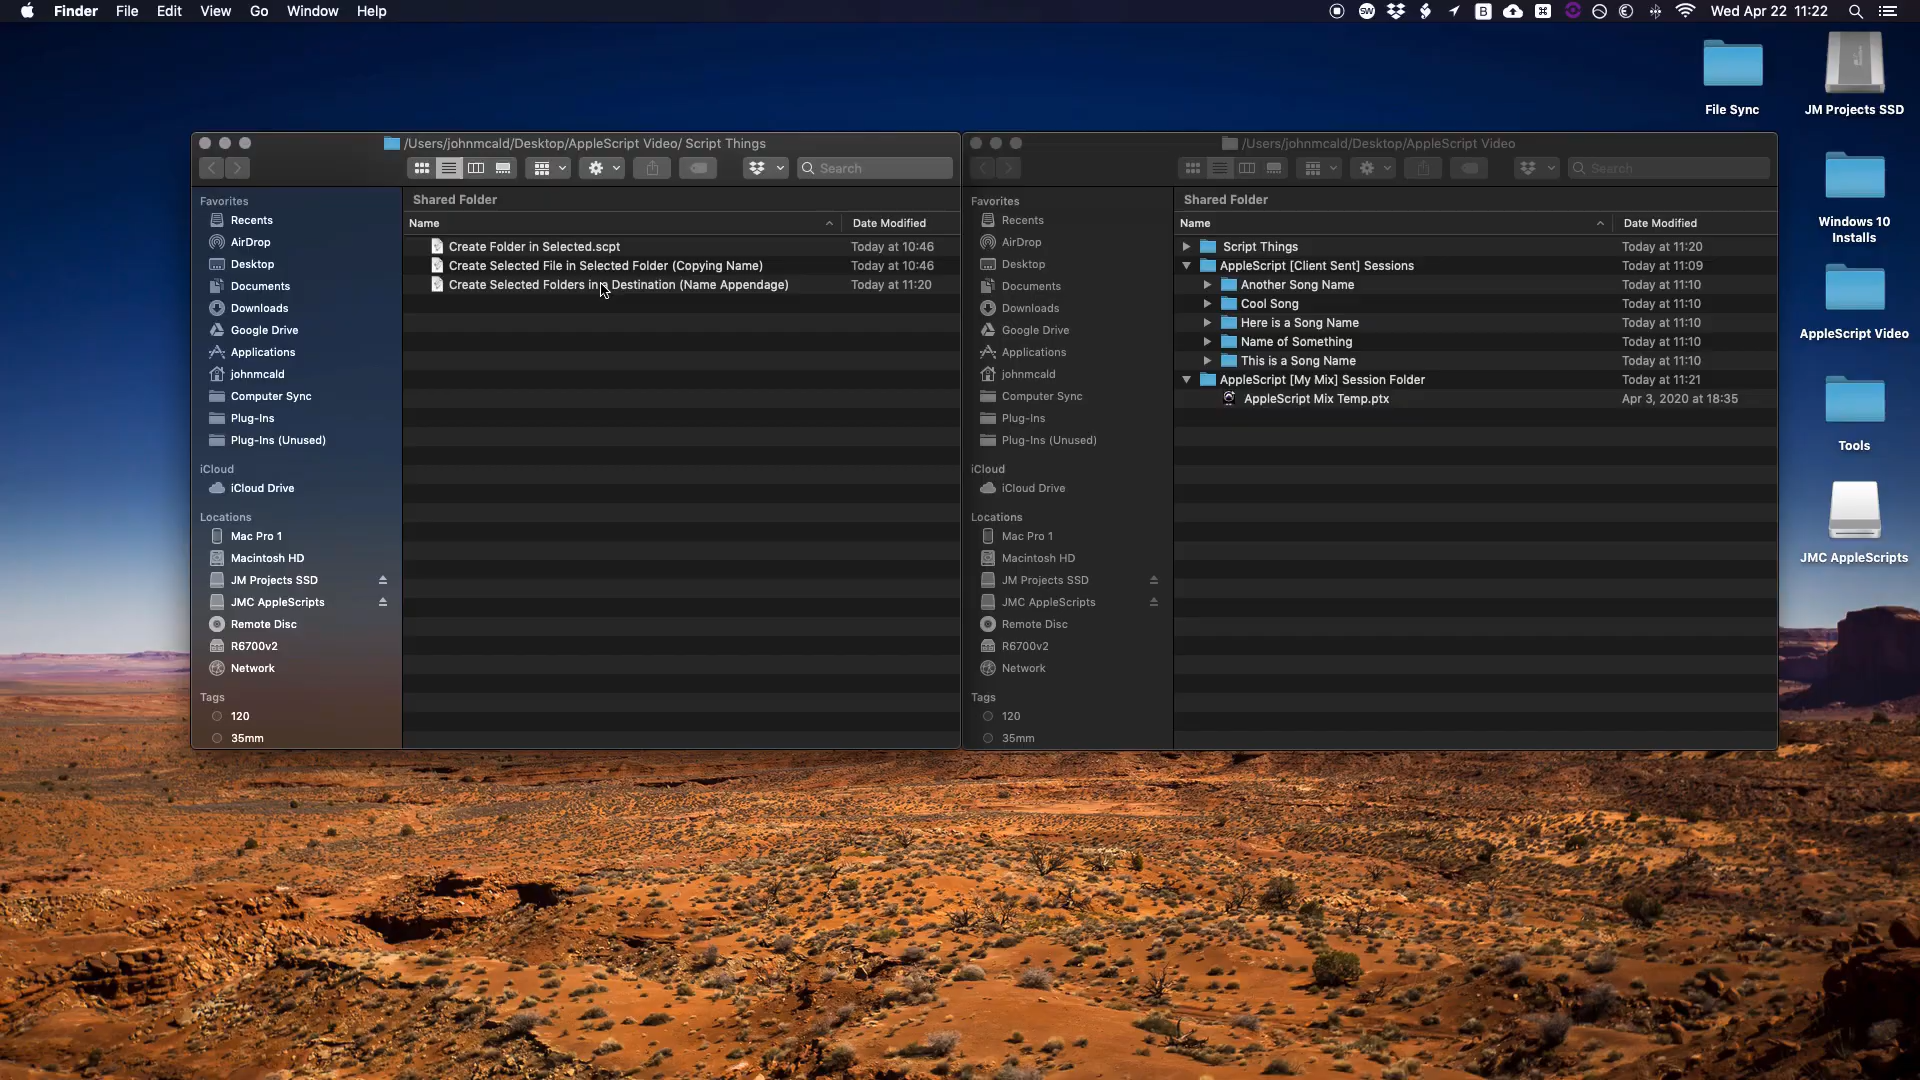 Finder File Edit View Go Window Help
Wed Apr 22 11:22
File Sync
JM Projects SSD
Windows 10
Installs
AppleScript Video
Tools
JMC AppleScripts
/Users/johnmcald/Desktop/AppleScript Video/ Script Things
Search
Favorites
Recents
AirDrop
Desktop
Documents
Downloads
Google Drive
Applications
johnmcald
Computer Sync
Plug-Ins
Plug-Ins (Unused)
iCloud
iCloud Drive
Locations
Mac Pro 1
Macintosh HD
JM Projects SSD
JMC AppleScripts
Remote Disc
R6700v2
Network
Tags
120
35mm
Shared Folder
Name Date Modified
Create Folder in Selected.scpt Today at 10:46
Create Selected File in Selected Folder (Copying Name) Today at 10:46
Create Selected Folders in a Destination (Name Appendage) Today at 11:20
/Users/johnmcald/Desktop/AppleScript Video
Search
Favorites
Recents
AirDrop
Desktop
Documents
Downloads
Google Drive
Applications
johnmcald
Computer Sync
Plug-Ins
Plug-Ins (Unused)
iCloud
iCloud Drive
Locations
Mac Pro 1
Macintosh HD
JM Projects SSD
JMC AppleScripts
Remote Disc
R6700v2
Network
Tags
120
35mm
Shared Folder
Name Date Modified
Script Things Today at 11:20
AppleScript [Client Sent] Sessions Today at 11:09
Another Song Name Today at 11:10
Cool Song Today at 11:10
Here is a Song Name Today at 11:10
Name of Something Today at 11:10
This is a Song Name Today at 11:10
AppleScript [My Mix] Session Folder Today at 11:21
AppleScript Mix Temp.ptx Apr 3, 2020 at 18:35